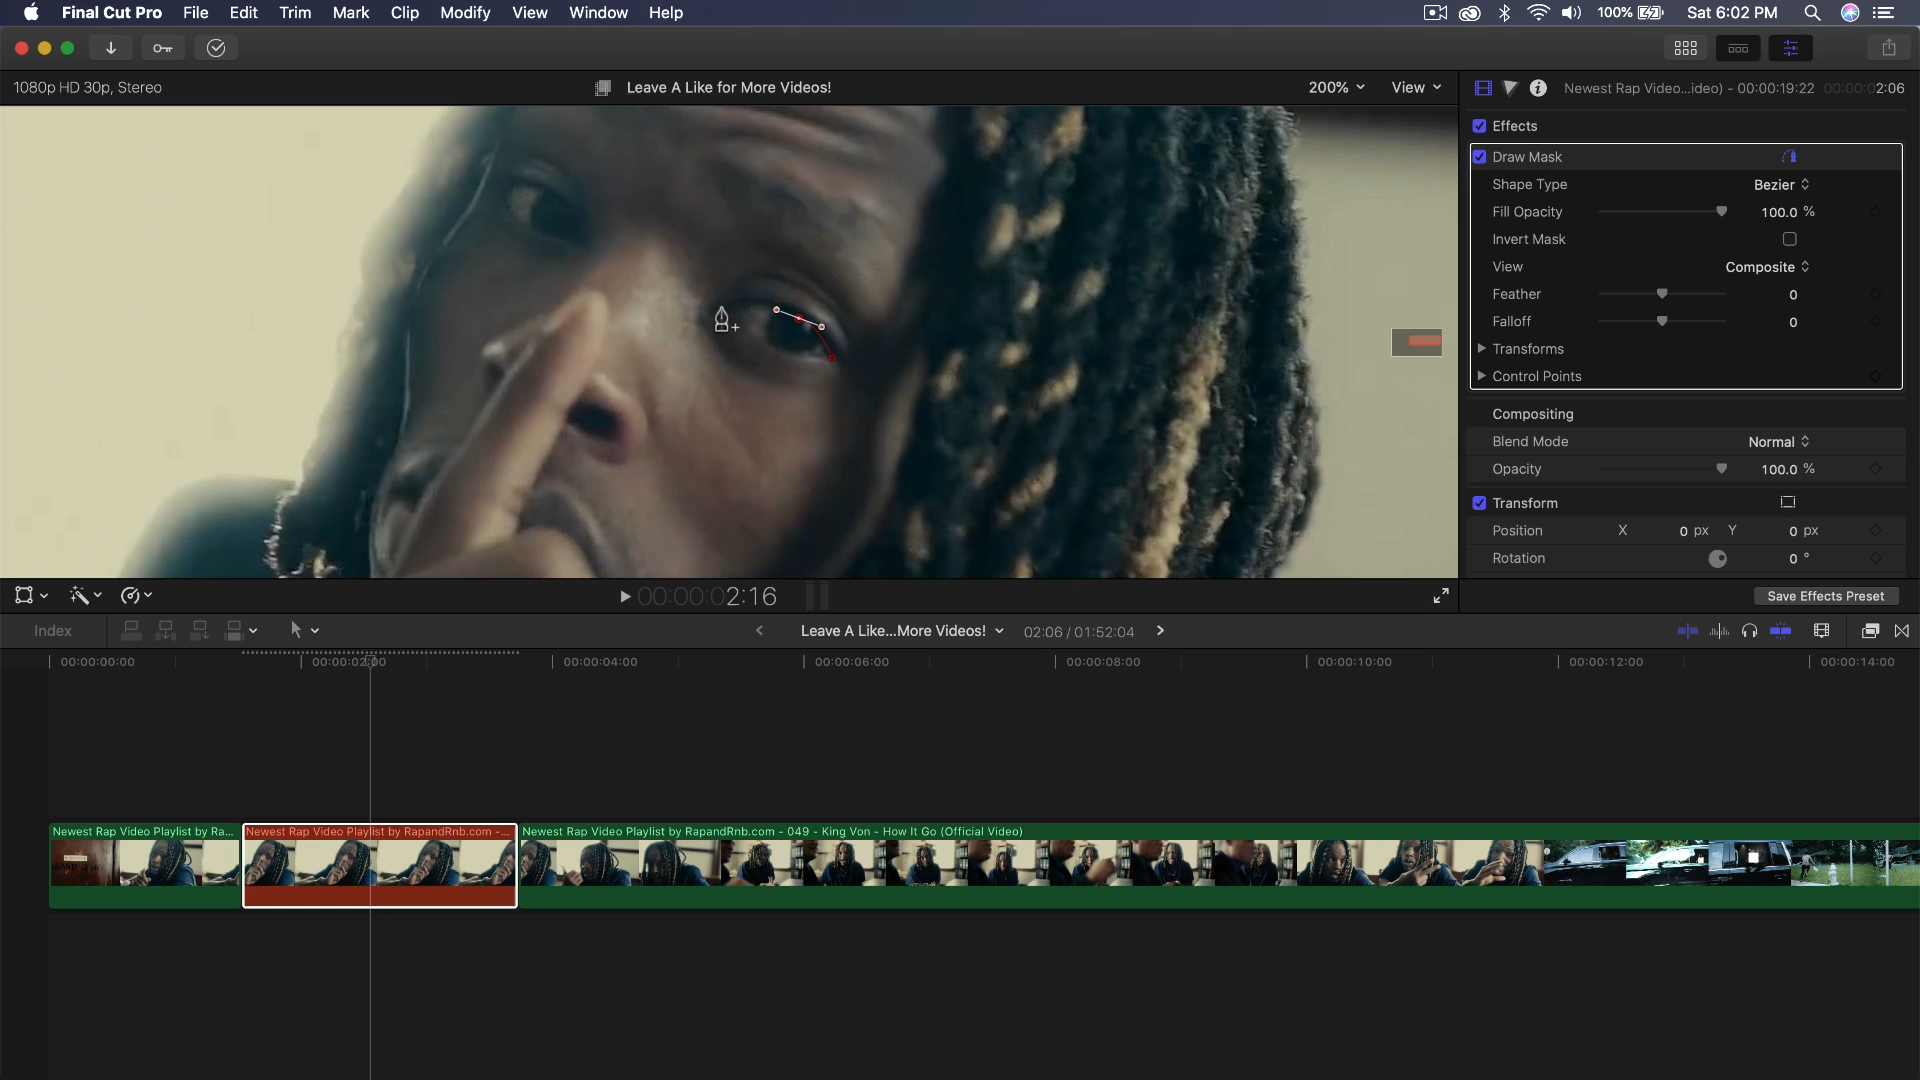 Final Cut Pro File Edit Trim Mark Clip Modify View Window Help 100% Sat 6:02 PM
1080p HD 30p, Stereo
Leave A Like for More Videos!
200% View
Newest Rap Video...ideo) - 00:00:19:22 00:00:02:06
Effects
Draw Mask
Shape Type Bezier
Fill Opacity 100.0 %
Invert Mask
View Composite
Feather 0
Falloff 0
Transforms
Control Points
Compositing
Blend Mode Normal
Opacity 100.0 %
Transform
Position X 0 px Y 0 px
Rotation 0 °
00:00:02:16
Save Effects Preset
Index
Leave A Like...More Videos! 02:06 / 01:52:04
00:00:00:00 00:00:02:00 00:00:04:00 00:00:06:00 00:00:08:00 00:00:10:00 00:00:12:00 00:00:14:00
Newest Rap Video Playlist by Ra...
Newest Rap Video Playlist by RapandRnb.com -...
Newest Rap Video Playlist by RapandRnb.com - 049 - King Von - How It Go (Official Video)